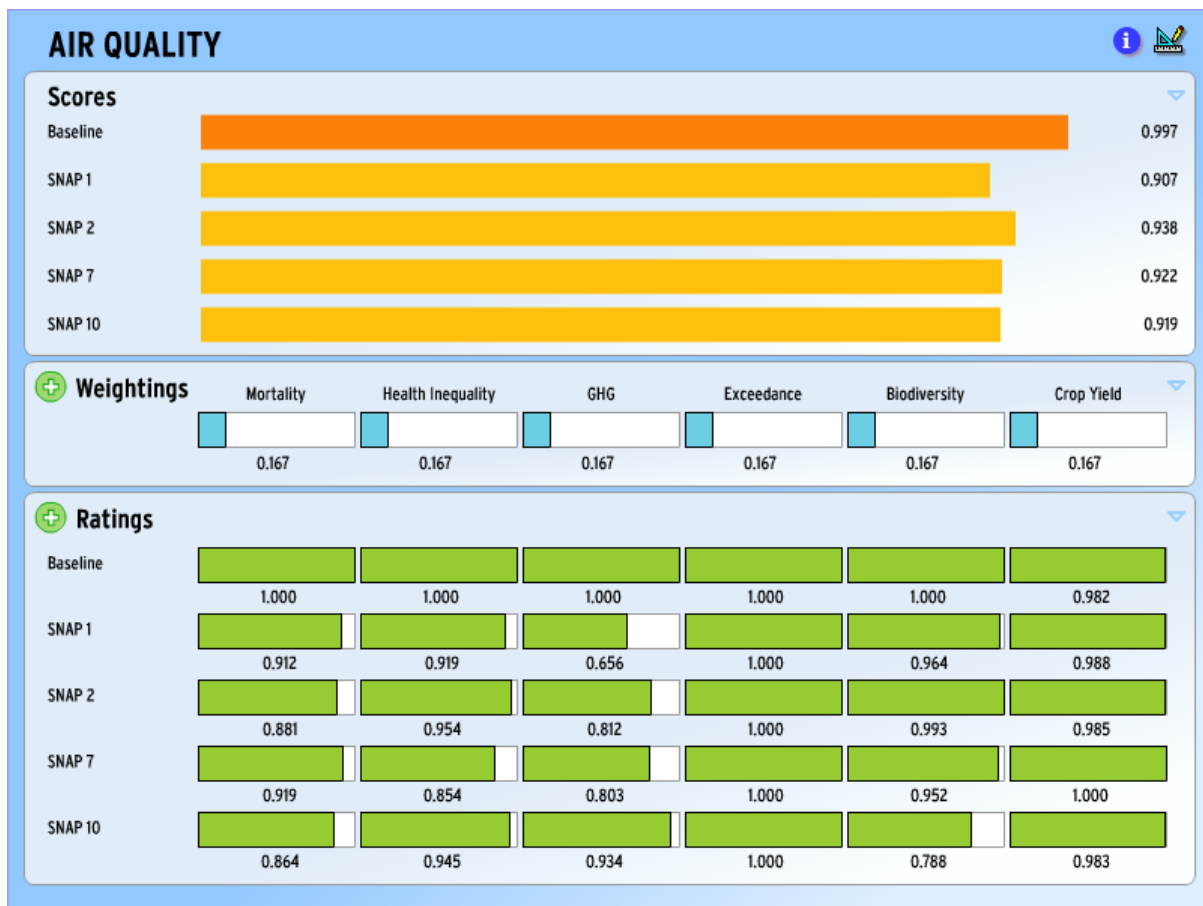 AIR QUALITY
i
Scores
Baseline 0.997
SNAP 1 0.907
SNAP 2 0.938
SNAP 7 0.922
SNAP 10 0.919
Weightings Mortality Health Inequality GHG Exceedance Biodiversity Crop Yield
0.167 0.167 0.167 0.167 0.167 0.167
Ratings
Baseline
1.000 1.000 1.000 1.000 1.000 0.982
SNAP 1
0.912 0.919 0.656 1.000 0.964 0.988
SNAP 2
0.881 0.954 0.812 1.000 0.993 0.985
SNAP 7
0.919 0.854 0.803 1.000 0.952 1.000
SNAP 10
0.864 0.945 0.934 1.000 0.788 0.983